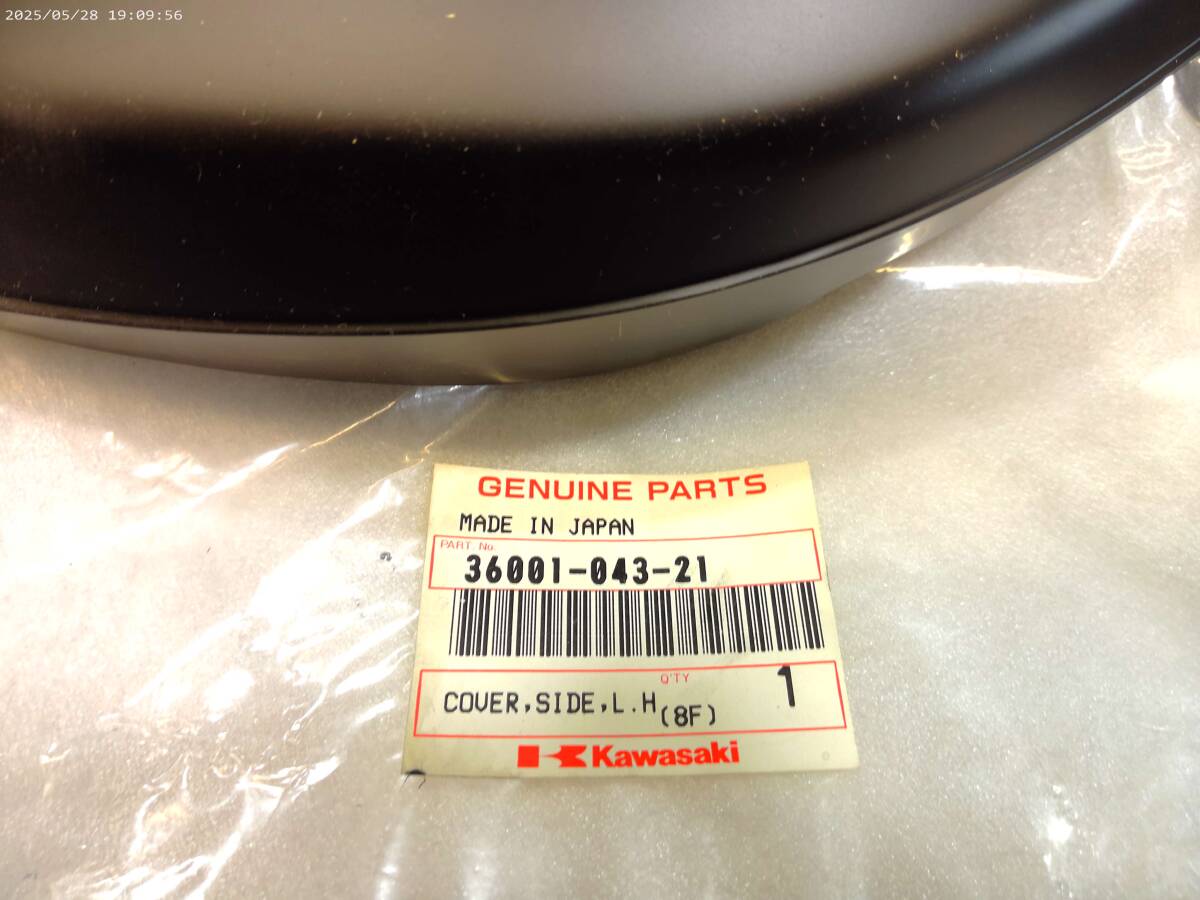 2025/05/28 19:09:56
GENUINE PARTS
MADE IN JAPAN
PART. No.
36001-043-21
Q'TY
1
COVER,SIDE,L.H(8F)
Kawasaki